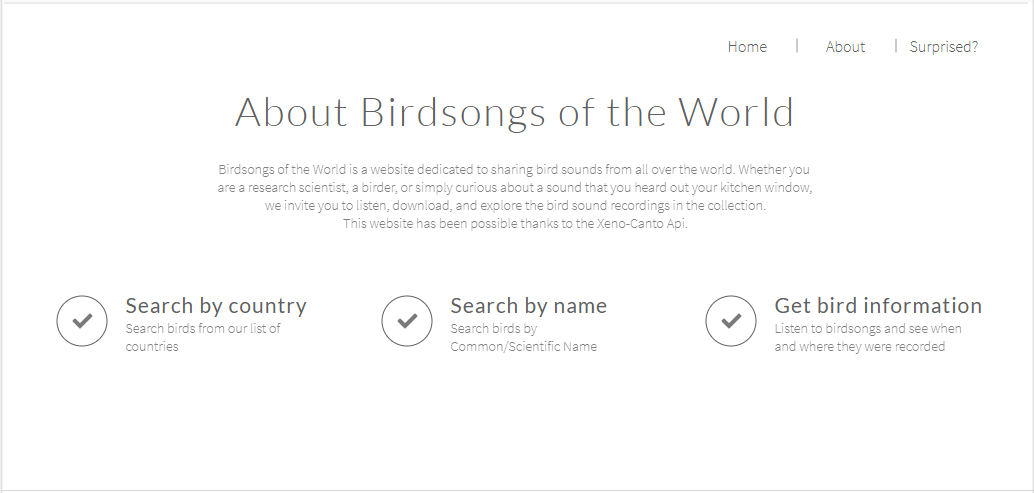 Home | About | Surprised?
About Birdsongs of the World
Birdsongs of the World is a website dedicated to sharing bird sounds from all over the world. Whether you
are a research scientist, a birder, or simply curious about a sound that you heard out your kitchen window,
we invite you to listen, download, and explore the bird sound recordings in the collection.
This website has been possible thanks to the Xeno-Canto Api.
Search by country
Search birds from our list of
countries
Search by name
Search birds by
Common/Scientific Name
Get bird information
Listen to birdsongs and see when
and where they were recorded